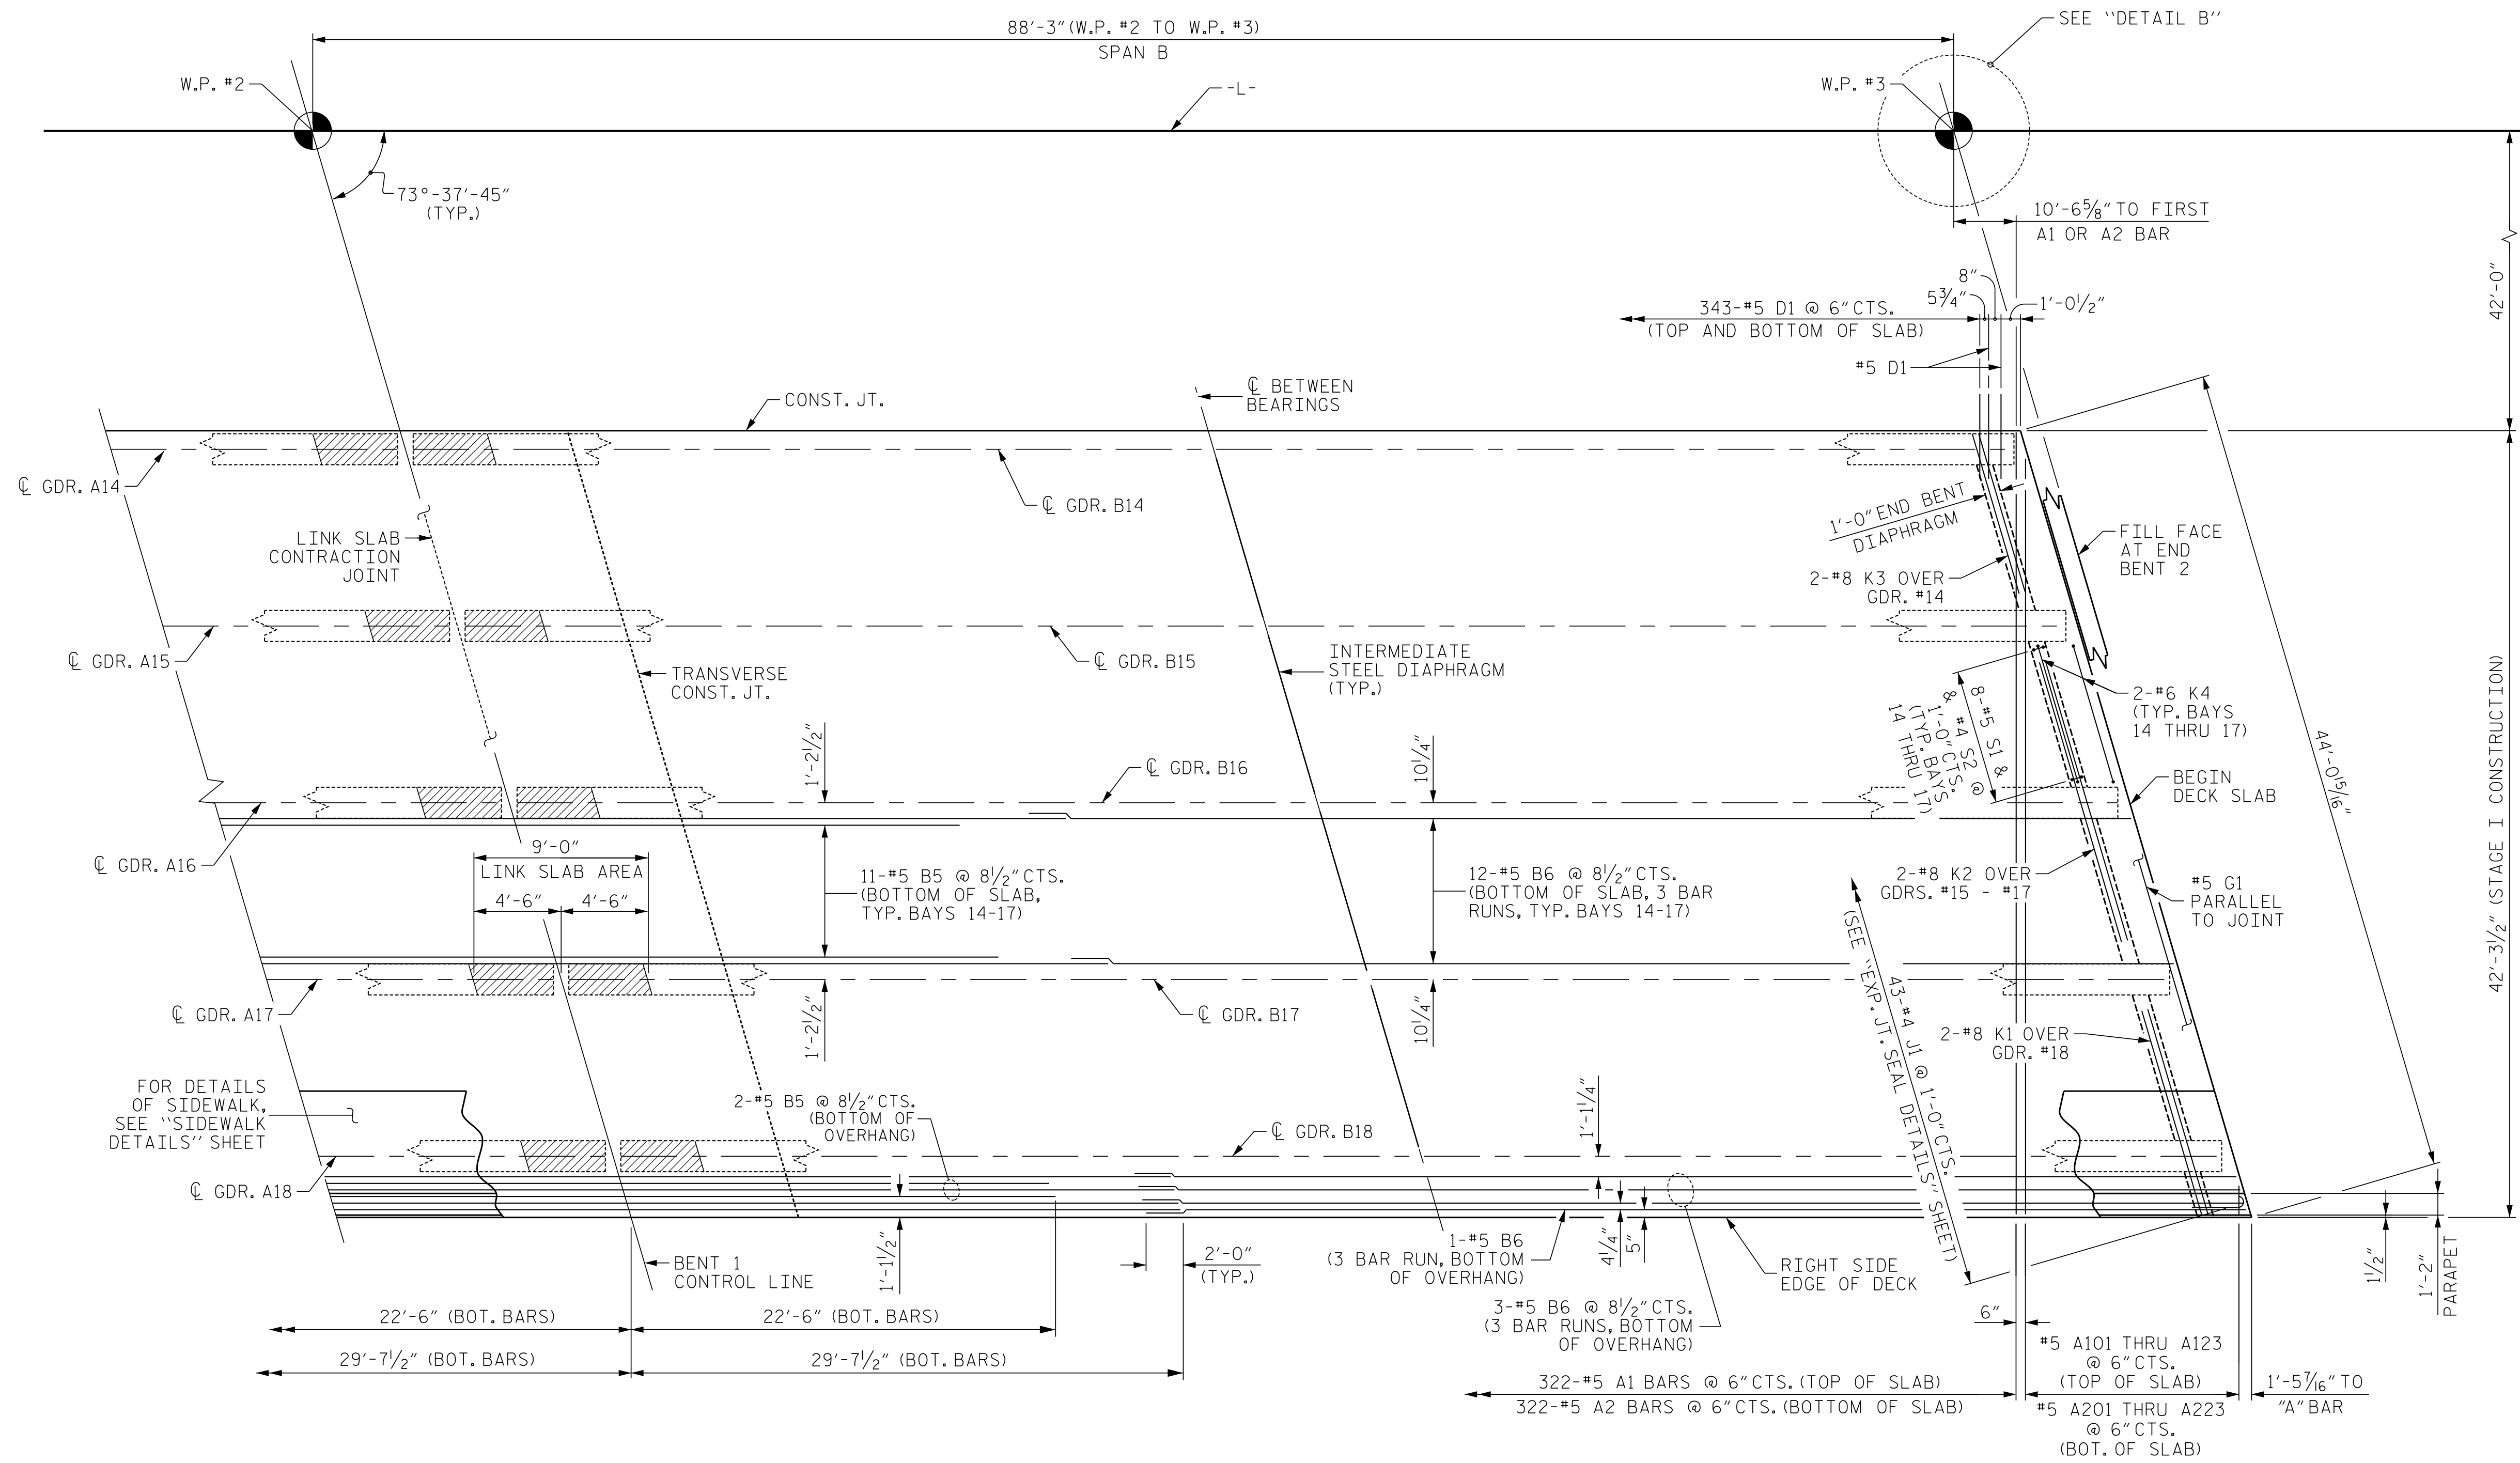 88'-3" (W.P. #2 TO W.P. #3)
SPAN B
SEE "DETAIL B"
W.P. #2
-L-
W.P. #3
73°-37'-45"
(TYP.)
10'-6⅝" TO FIRST
A1 OR A2 BAR
42'-0"
8"
5¾"
1'-0½"
343-#5 D1 @ 6" CTS.
(TOP AND BOTTOM OF SLAB)
#5 D1
℄ BETWEEN
BEARINGS
CONST. JT.
℄ GDR. A14
℄ GDR. B14
1'-0" END BENT
DIAPHRAGM
LINK SLAB
CONTRACTION
JOINT
FILL FACE
AT END
BENT 2
2-#8 K3 OVER
GDR. #14
℄ GDR. A15
℄ GDR. B15
TRANSVERSE
CONST. JT.
INTERMEDIATE
STEEL DIAPHRAGM
(TYP.)
8-#5 S1 &
& #4 S2 @
1'-0" CTS.
(TYP. BAYS
14 THRU 17)
2-#6 K4
(TYP. BAYS
14 THRU 17)
44'-0¹⁵⁄₁₆"
42'-3½" (STAGE I CONSTRUCTION)
1'-2½"
10¼"
℄ GDR. B16
BEGIN
DECK SLAB
℄ GDR. A16
9'-0"
LINK SLAB AREA
4'-6"
4'-6"
11-#5 B5 @ 8½" CTS.
(BOTTOM OF SLAB,
TYP. BAYS 14-17)
12-#5 B6 @ 8½" CTS.
(BOTTOM OF SLAB, 3 BAR
RUNS, TYP. BAYS 14-17)
2-#8 K2 OVER
GDRS. #15 - #17
#5 G1
PARALLEL
TO JOINT
℄ GDR. A17
1'-2½"
℄ GDR. B17
10¼"
43-#4 J1 @ 1'-0" CTS.
(SEE "EXP. JT. SEAL DETAILS" SHEET)
2-#8 K1 OVER
GDR. #18
FOR DETAILS
OF SIDEWALK,
SEE "SIDEWALK
DETAILS" SHEET
2-#5 B5 @ 8½" CTS.
(BOTTOM OF
OVERHANG)
℄ GDR. B18
1'-1¼"
℄ GDR. A18
BENT 1
CONTROL LINE
1'-1½"
2'-0"
(TYP.)
1-#5 B6
(3 BAR RUN, BOTTOM
OF OVERHANG)
4¼"
5"
RIGHT SIDE
EDGE OF DECK
1½"
1'-2"
PARAPET
3-#5 B6 @ 8½" CTS.
(3 BAR RUNS, BOTTOM
OF OVERHANG)
6"
22'-6" (BOT. BARS)
22'-6" (BOT. BARS)
29'-7½" (BOT. BARS)
29'-7½" (BOT. BARS)
322-#5 A1 BARS @ 6" CTS. (TOP OF SLAB)
322-#5 A2 BARS @ 6" CTS. (BOTTOM OF SLAB)
#5 A101 THRU A123
@ 6" CTS.
(TOP OF SLAB)
#5 A201 THRU A223
@ 6" CTS.
(BOT. OF SLAB)
1'-5⁷⁄₁₆" TO
"A" BAR